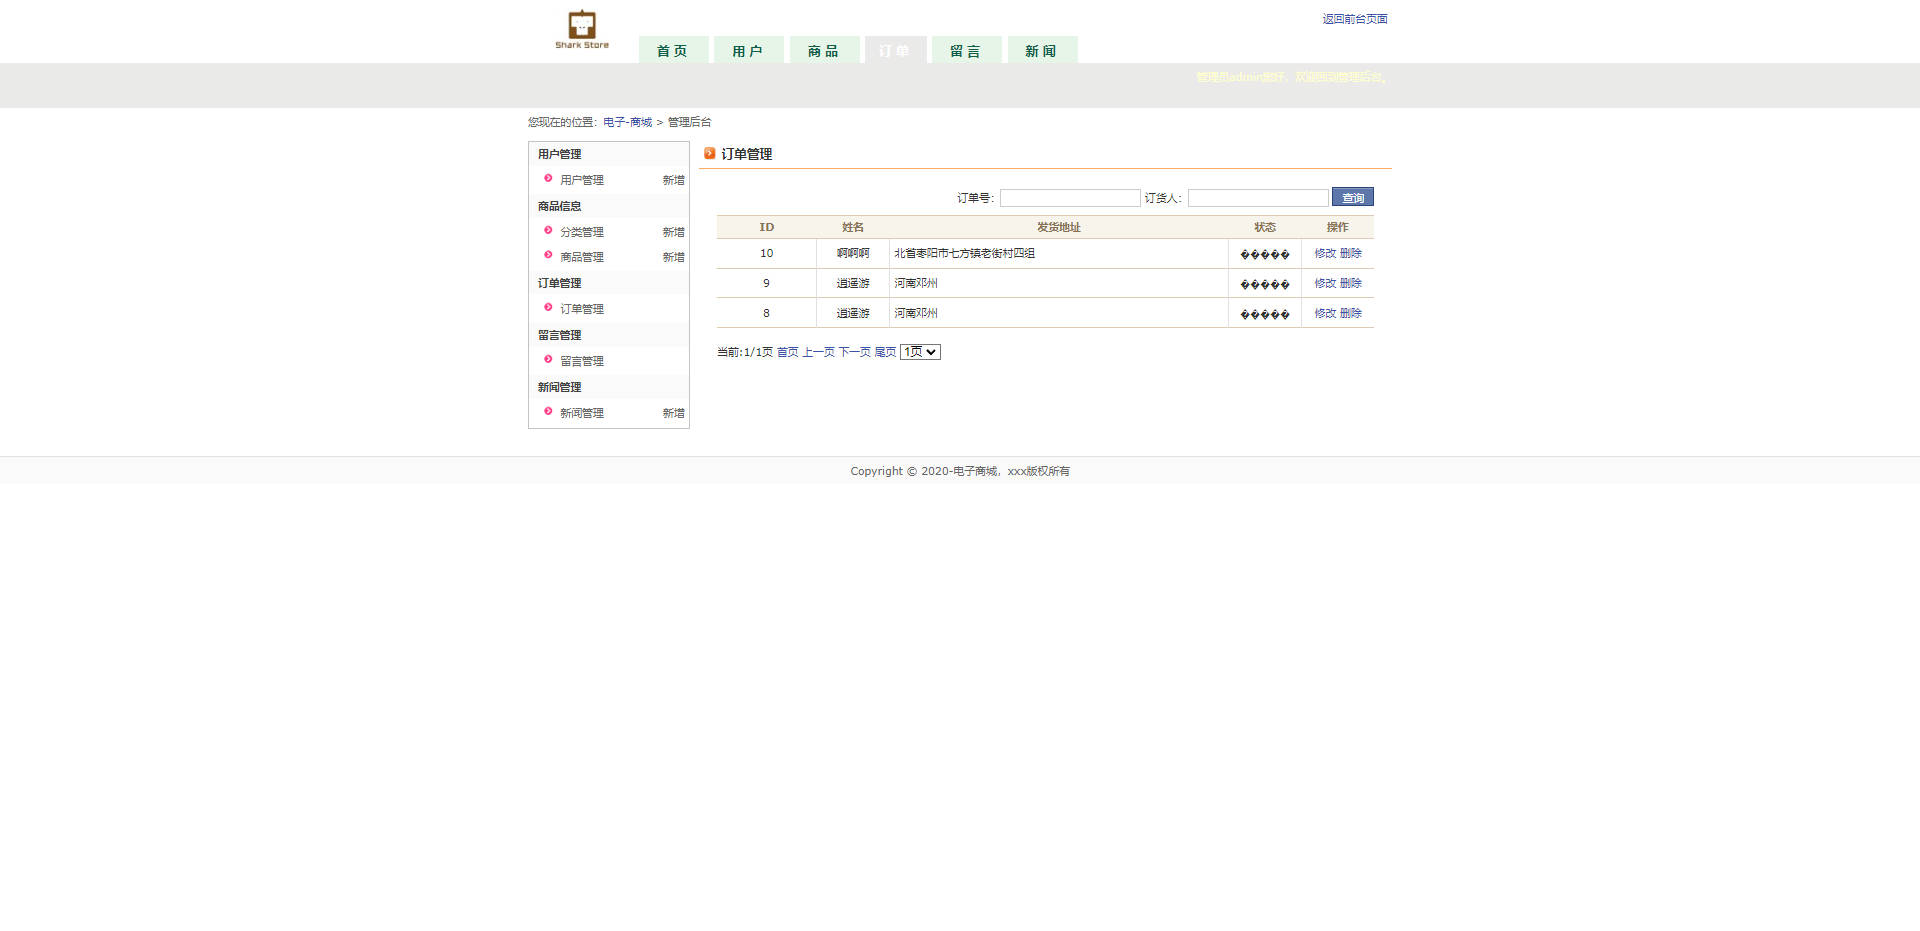 Shark Store
返回前台页面
首 页 用 户 商 品 订 单 留 言 新 闻
管理员admin您好，欢迎回到管理后台。
您现在的位置：电子-商城 > 管理后台
用户管理
用户管理 新增
商品信息
分类管理 新增
商品管理 新增
订单管理
订单管理
留言管理
留言管理
新闻管理
新闻管理 新增
订单管理
订单号： 订货人： 查询
ID 姓名 发货地址 状态 操作
10 啊啊啊 北省枣阳市七方镇老街村四组 ����� 修改 删除
9 逍遥游 河南邓州 ����� 修改 删除
8 逍遥游 河南邓州 ����� 修改 删除
当前:1/1页 首页 上一页 下一页 尾页 1页
Copyright © 2020-电子商城，xxx版权所有